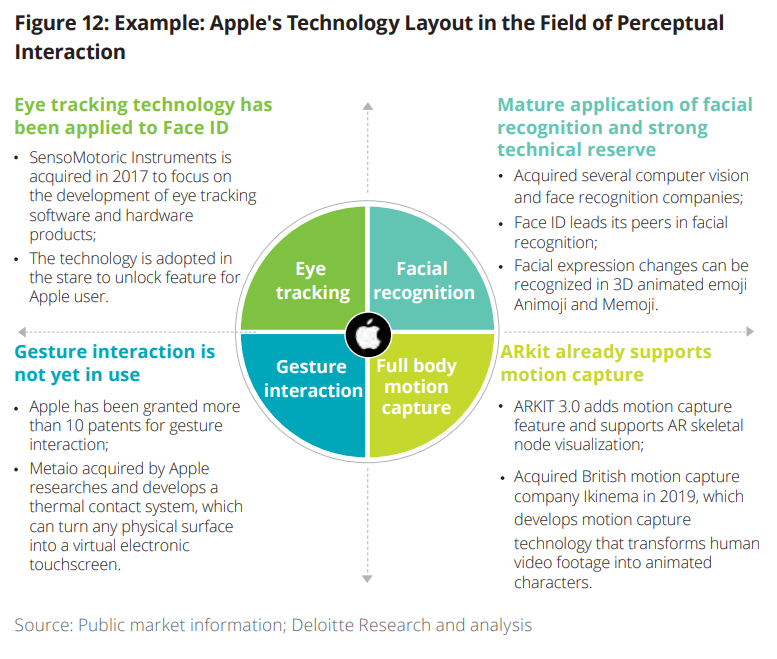 Figure 12: Example: Apple's Technology Layout in the Field of Perceptual
Interaction
Eye tracking technology has
been applied to Face ID
• SensoMotoric Instruments is
acquired in 2017 to focus on
the development of eye tracking
software and hardware
products;
• The technology is adopted in
the stare to unlock feature for
Apple user.
Mature application of facial
recognition and strong
technical reserve
• Acquired several computer vision
and face recognition companies;
• Face ID leads its peers in facial
recognition;
• Facial expression changes can be
recognized in 3D animated emoji
Animoji and Memoji.
Eye
tracking
Facial
recognition
Gesture
interaction
Full body
motion
capture
Gesture interaction is
not yet in use
• Apple has been granted more
than 10 patents for gesture
interaction;
• Metaio acquired by Apple
researches and develops a
thermal contact system, which
can turn any physical surface
into a virtual electronic
touchscreen.
ARkit already supports
motion capture
• ARKIT 3.0 adds motion capture
feature and supports AR skeletal
node visualization;
• Acquired British motion capture
company Ikinema in 2019, which
develops motion capture
technology that transforms human
video footage into animated
characters.
Source: Public market information; Deloitte Research and analysis